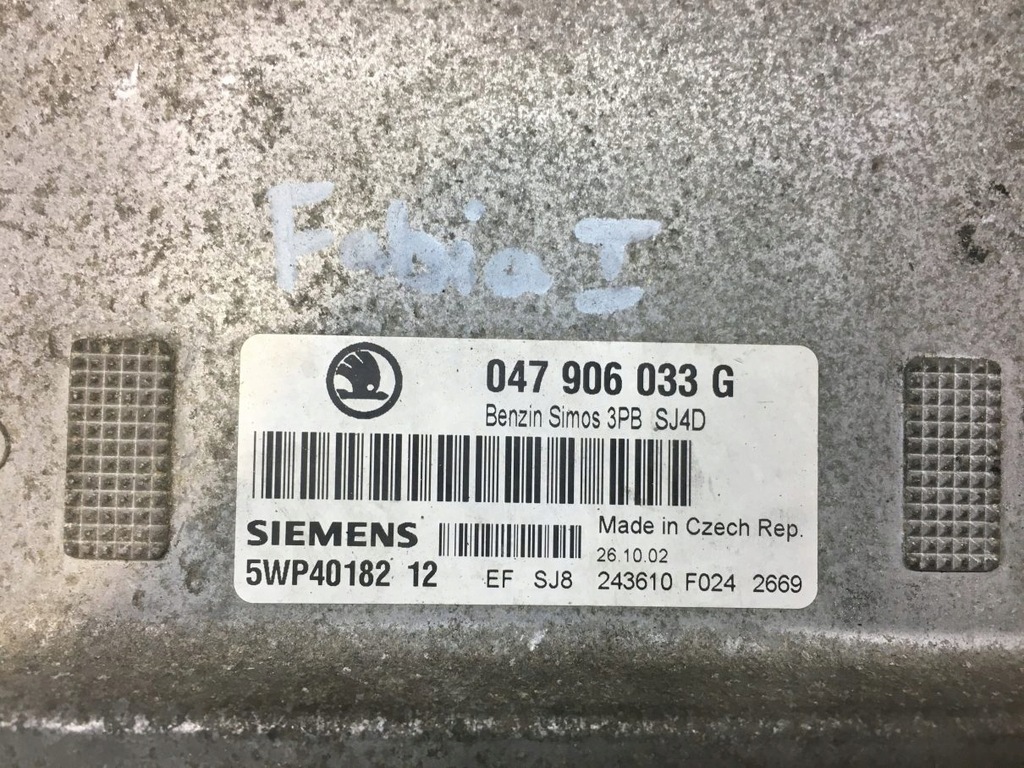 Fabia I
047 906 033 G
Benzin Simos 3PB SJ4D
SIEMENS
Made in Czech Rep.
26.10.02
5WP40182 12
EF SJ8 243610 F024 2669